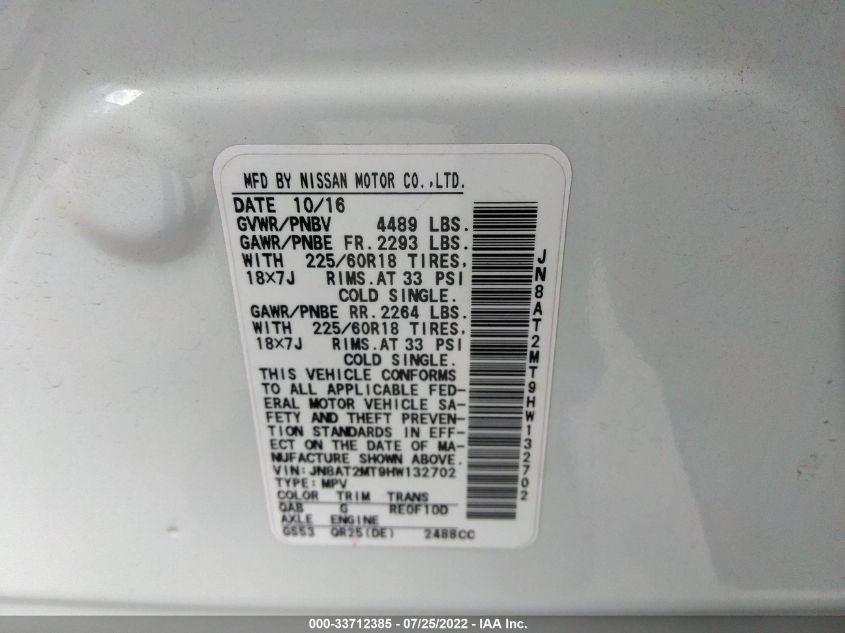 MFD BY NISSAN MOTOR CO.,LTD.
DATE 10/16
GVWR/PNBV 4489 LBS.
GAWR/PNBE FR.2293 LBS.
WITH 225/60R18 TIRES,
18×7J RIMS.AT 33 PSI
COLD SINGLE.
GAWR/PNBE RR.2264 LBS.
WITH 225/60R18 TIRES,
18×7J RIMS.AT 33 PSI
COLD SINGLE.
THIS VEHICLE CONFORMS
TO ALL APPLICABLE FED-
ERAL MOTOR VEHICLE SA-
FETY AND THEFT PREVEN-
TION STANDARDS IN EFF-
ECT ON THE DATE OF MA-
NUFACTURE SHOWN ABOVE.
VIN:JN8AT2MT9HW132702
TYPE:MPV
COLOR TRIM TRANS
QAB G RE0F10D
AXLE ENGINE
GS53 QR25(DE) 2488CC
JN8AT2MT9HW132702
000-33712385 - 07/25/2022 - IAA Inc.